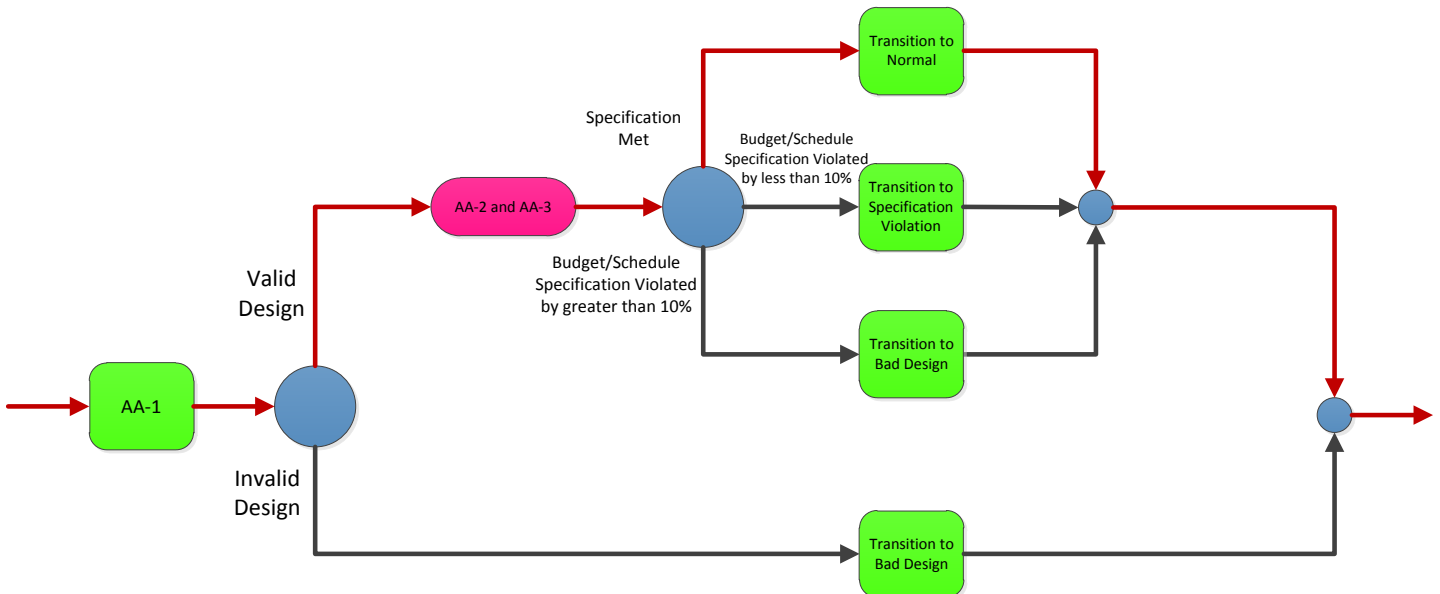 Transition to
Normal
Specification
Met
Budget/Schedule
Specification Violated
by less than 10%
Transition to
Specification
Violation
AA-2 and AA-3
Budget/Schedule
Specification Violated
by greater than 10%
Valid
Design
Transition to
Bad Design
AA-1
Invalid
Design
Transition to
Bad Design